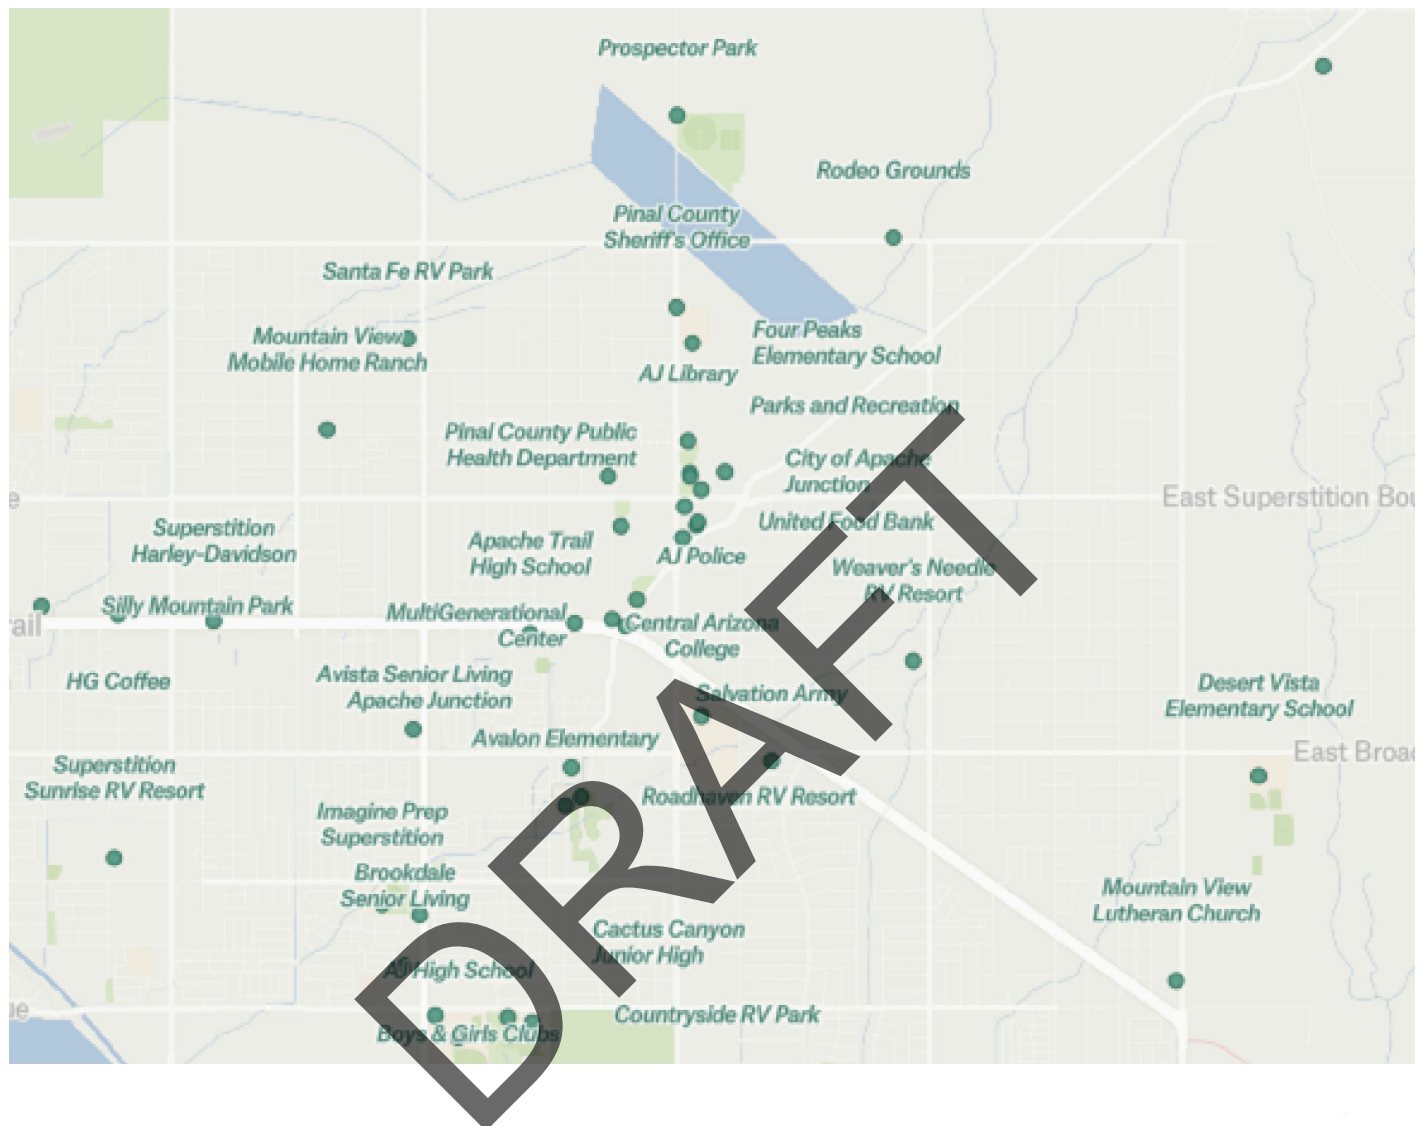 Prospector Park
Rodeo Grounds
Pinal County
Sheriff's Office
Santa Fe RV Park
Mountain View
Mobile Home Ranch
Four Peaks
Elementary School
AJ Library
Parks and Recreation
Pinal County Public
Health Department
City of Apache
Junction
East Superstition Bou
e
Superstition
Harley-Davidson
Apache Trail
High School
United Food Bank
AJ Police
Weaver's Needle
RV Resort
Silly Mountain Park
rail
MultiGenerational
Center
Central Arizona
College
HG Coffee
Avista Senior Living
Apache Junction
Salvation Army
Desert Vista
Elementary School
Avalon Elementary
East Broad
Superstition
Sunrise RV Resort
Roadhaven RV Resort
Imagine Prep
Superstition
Brookdale
Senior Living
Mountain View
Lutheran Church
Cactus Canyon
Junior High
AJ High School
Countryside RV Park
Boys & Girls Clubs
DRAFT